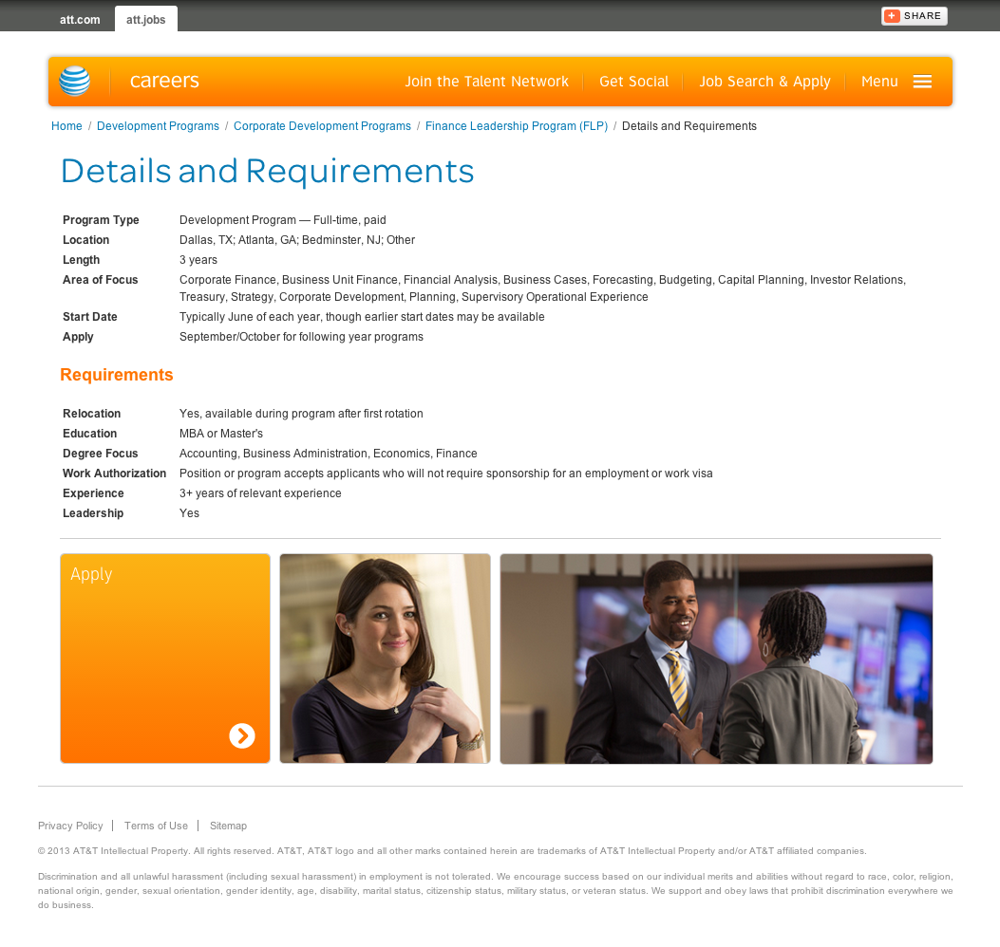 att.com
att.jobs
SHARE
careers
Join the Talent Network
Get Social
Job Search & Apply
Menu
Home / Development Programs / Corporate Development Programs / Finance Leadership Program (FLP) / Details and Requirements
Details and Requirements
Program Type Development Program — Full-time, paid
Location Dallas, TX; Atlanta, GA; Bedminster, NJ; Other
Length 3 years
Area of Focus Corporate Finance, Business Unit Finance, Financial Analysis, Business Cases, Forecasting, Budgeting, Capital Planning, Investor Relations,
Treasury, Strategy, Corporate Development, Planning, Supervisory Operational Experience
Start Date Typically June of each year, though earlier start dates may be available
Apply September/October for following year programs
Requirements
Relocation Yes, available during program after first rotation
Education MBA or Master's
Degree Focus Accounting, Business Administration, Economics, Finance
Work Authorization Position or program accepts applicants who will not require sponsorship for an employment or work visa
Experience 3+ years of relevant experience
Leadership Yes
Apply
Privacy Policy | Terms of Use | Sitemap
© 2013 AT&T Intellectual Property. All rights reserved. AT&T, AT&T logo and all other marks contained herein are trademarks of AT&T Intellectual Property and/or AT&T affiliated companies.
Discrimination and all unlawful harassment (including sexual harassment) in employment is not tolerated. We encourage success based on our individual merits and abilities without regard to race, color, religion,
national origin, gender, sexual orientation, gender identity, age, disability, marital status, citizenship status, military status, or veteran status. We support and obey laws that prohibit discrimination everywhere we
do business.